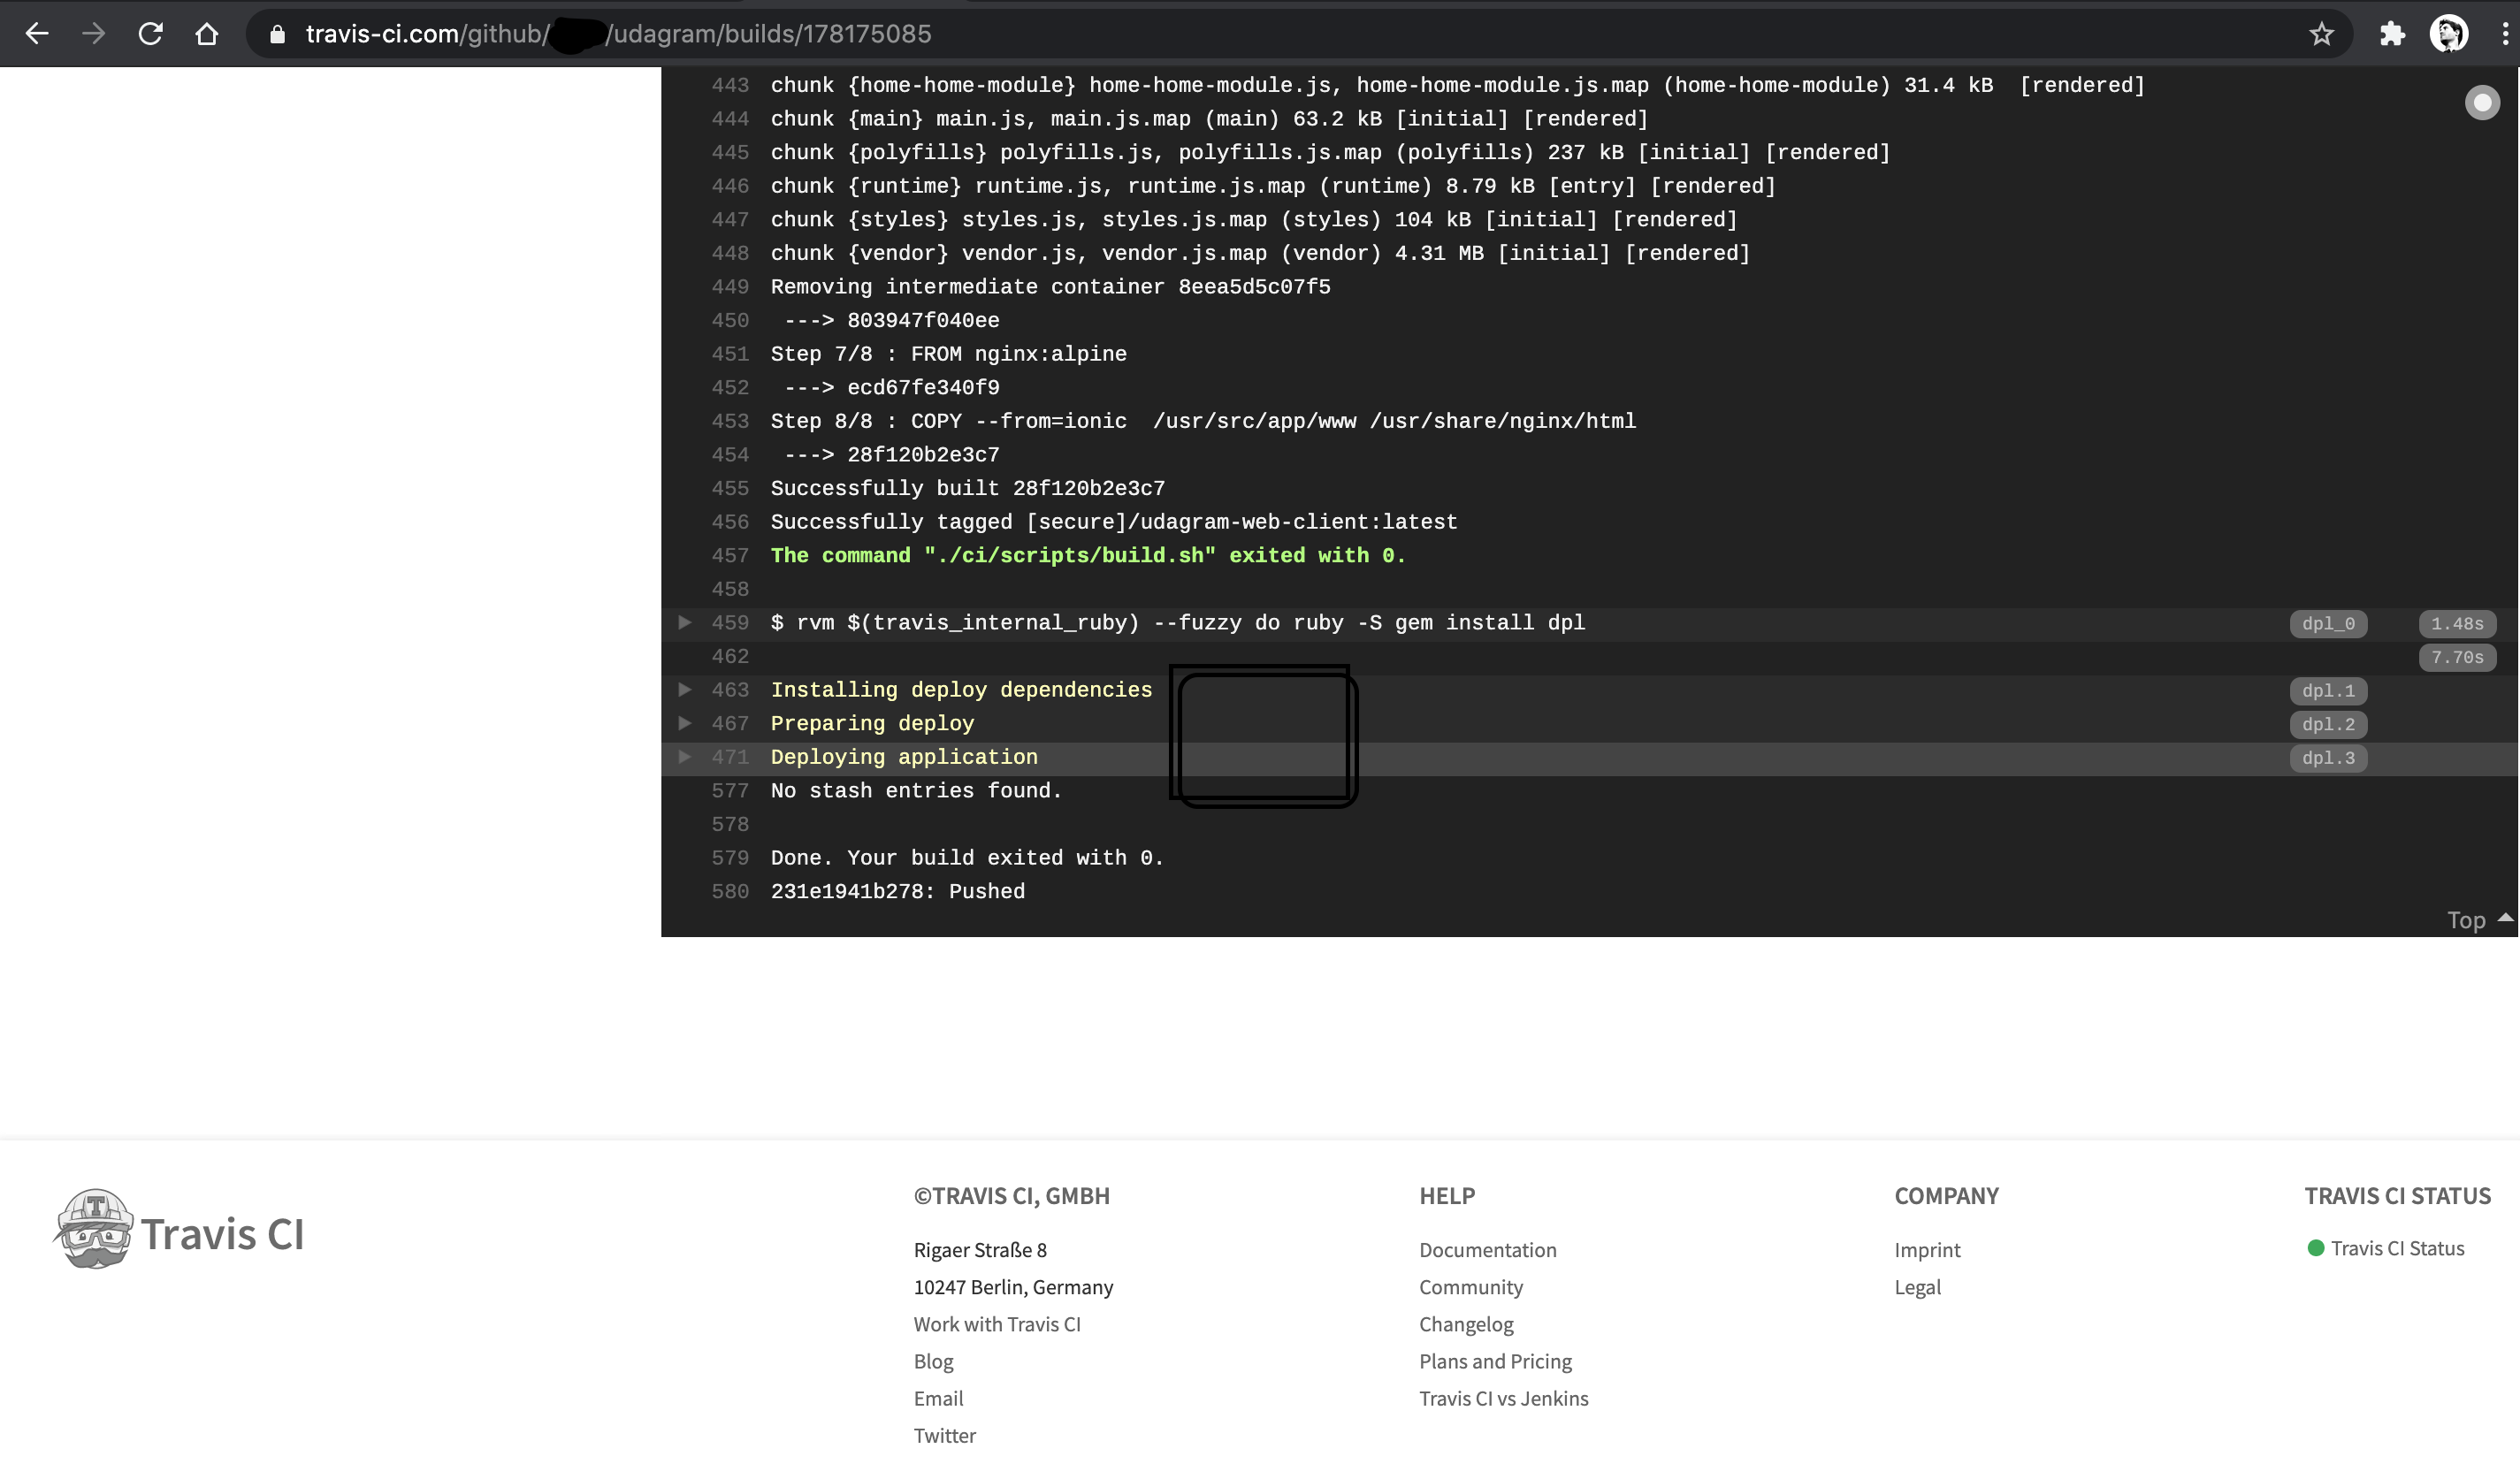 travis-ci.com/github/ /udagram/builds/178175085
443 chunk {home-home-module} home-home-module.js, home-home-module.js.map (home-home-module) 31.4 kB  [rendered]
444 chunk {main} main.js, main.js.map (main) 63.2 kB [initial] [rendered]
445 chunk {polyfills} polyfills.js, polyfills.js.map (polyfills) 237 kB [initial] [rendered]
446 chunk {runtime} runtime.js, runtime.js.map (runtime) 8.79 kB [entry] [rendered]
447 chunk {styles} styles.js, styles.js.map (styles) 104 kB [initial] [rendered]
448 chunk {vendor} vendor.js, vendor.js.map (vendor) 4.31 MB [initial] [rendered]
449 Removing intermediate container 8eea5d5c07f5
450  ---> 803947f040ee
451 Step 7/8 : FROM nginx:alpine
452  ---> ecd67fe340f9
453 Step 8/8 : COPY --from=ionic  /usr/src/app/www /usr/share/nginx/html
454  ---> 28f120b2e3c7
455 Successfully built 28f120b2e3c7
456 Successfully tagged [secure]/udagram-web-client:latest
457 The command "./ci/scripts/build.sh" exited with 0.
458
459 $ rvm $(travis_internal_ruby) --fuzzy do ruby -S gem install dpl dpl_0 1.48s
462 7.70s
463 Installing deploy dependencies dpl.1
467 Preparing deploy dpl.2
471 Deploying application dpl.3
577 No stash entries found.
578
579 Done. Your build exited with 0.
580 231e1941b278: Pushed
Top
T
Travis CI
©TRAVIS CI, GMBH
Rigaer Straße 8
10247 Berlin, Germany
Work with Travis CI
Blog
Email
Twitter
HELP
Documentation
Community
Changelog
Plans and Pricing
Travis CI vs Jenkins
COMPANY
Imprint
Legal
TRAVIS CI STATUS
Travis CI Status